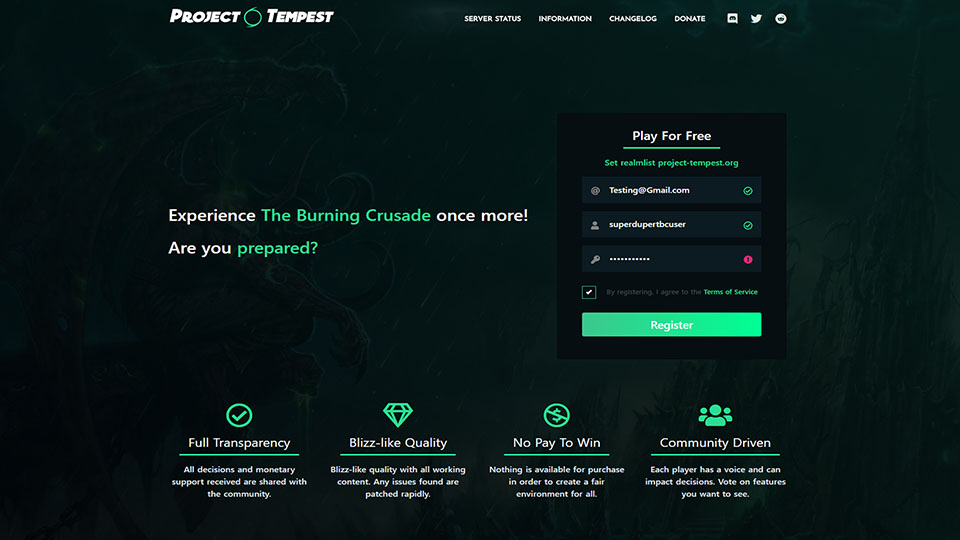 PROJECT TEMPEST
SERVER STATUS
INFORMATION
CHANGELOG
DONATE
Experience The Burning Crusade once more!
Are you prepared?
Play For Free
Set realmlist project-tempest.org
Testing@Gmail.com
superdupertbcuser
•••••••••••
By registering, I agree to the Terms of Service
Register
Full Transparency
All decisions and monetary
support received are shared with
the community.
Blizz-like Quality
Blizz-like quality with all working
content. Any issues found are
patched rapidly.
No Pay To Win
Nothing is available for purchase
in order to create a fair
environment for all.
Community Driven
Each player has a voice and can
impact decisions. Vote on features
you want to see.